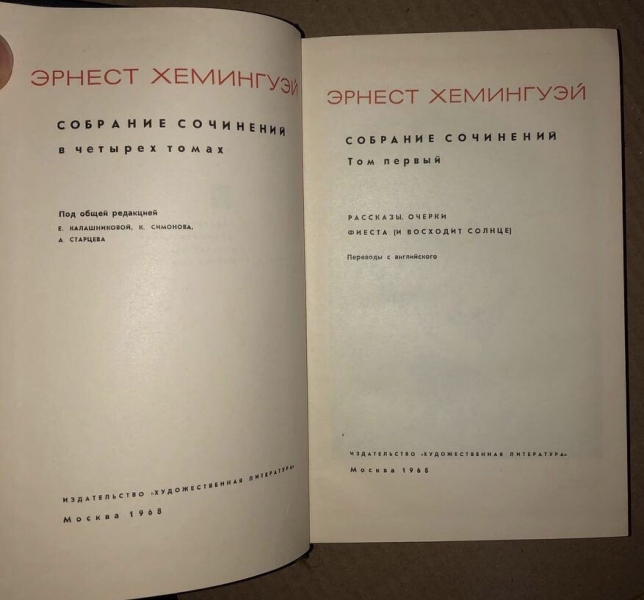 ЭРНЕСТ ХЕМИНГУЭЙ
СОБРАНИЕ СОЧИНЕНИЙ
в четырех томах
Под общей редакцией
Е. КАЛАШНИКОВОЙ, К. СИМОНОВА,
А. СТАРЦЕВА
ИЗДАТЕЛЬСТВО «ХУДОЖЕСТВЕННАЯ ЛИТЕРАТУРА»
Москва 1968
ЭРНЕСТ ХЕМИНГУЭЙ
СОБРАНИЕ СОЧИНЕНИЙ
Том первый
РАССКАЗЫ, ОЧЕРКИ
ФИЕСТА (И ВОСХОДИТ СОЛНЦЕ)
Переводы с английского
ИЗДАТЕЛЬСТВО «ХУДОЖЕСТВЕННАЯ ЛИТЕРАТУРА»
Москва 1968